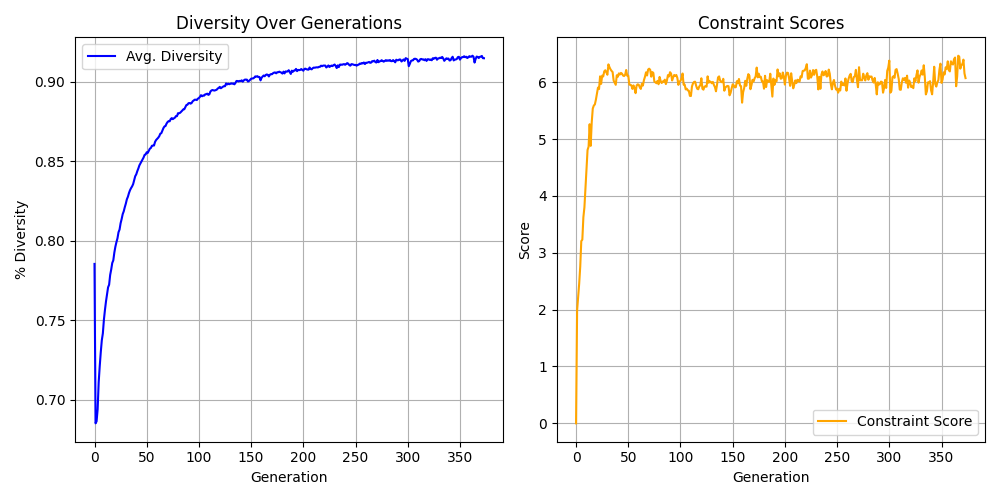 Diversity Over Generations
Avg. Diversity
% Diversity
0.90
0.85
0.80
0.75
0.70
0 50 100 150 200 250 300 350
Generation
Constraint Scores
Score
6
5
4
3
2
1
0
Constraint Score
0 50 100 150 200 250 300 350
Generation